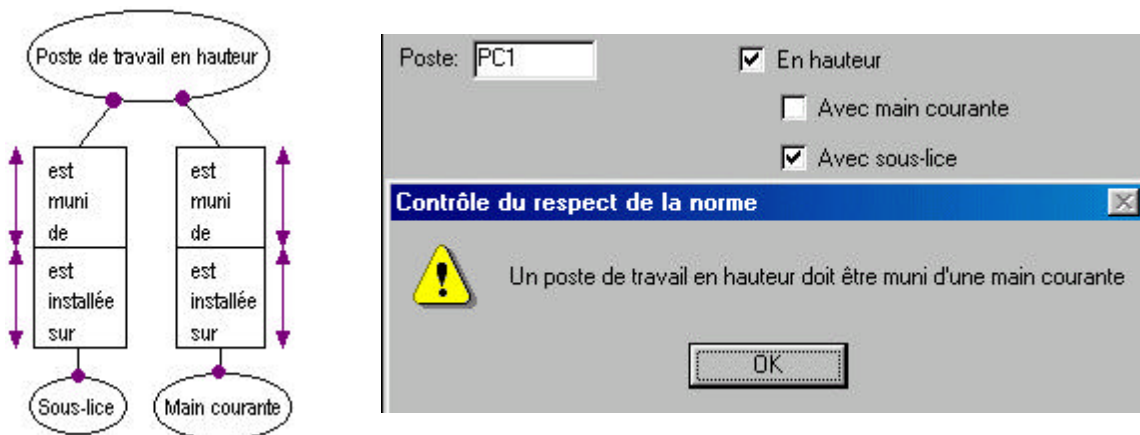 Poste de travail en hauteur
est
muni
de
est
installée
sur
Sous-lice
est
muni
de
est
installée
sur
Main courante
Poste: PC1
En hauteur
Avec main courante
Avec sous-lice
Contrôle du respect de la norme
Un poste de travail en hauteur doit être muni d'une main courante
OK